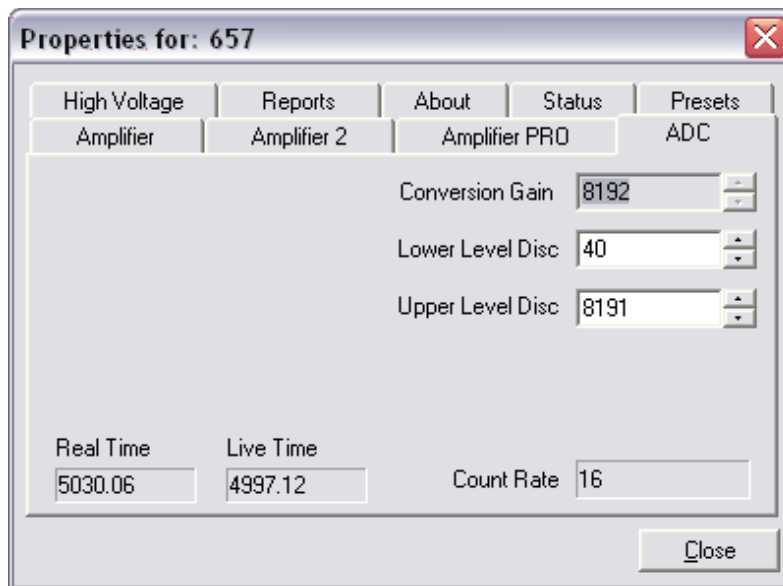 Properties for: 657
High Voltage Reports About Status Presets
Amplifier Amplifier 2 Amplifier PRO ADC
Conversion Gain 8192
Lower Level Disc 40
Upper Level Disc 8191
Real Time Live Time
5030.06 4997.12 Count Rate 16
Close